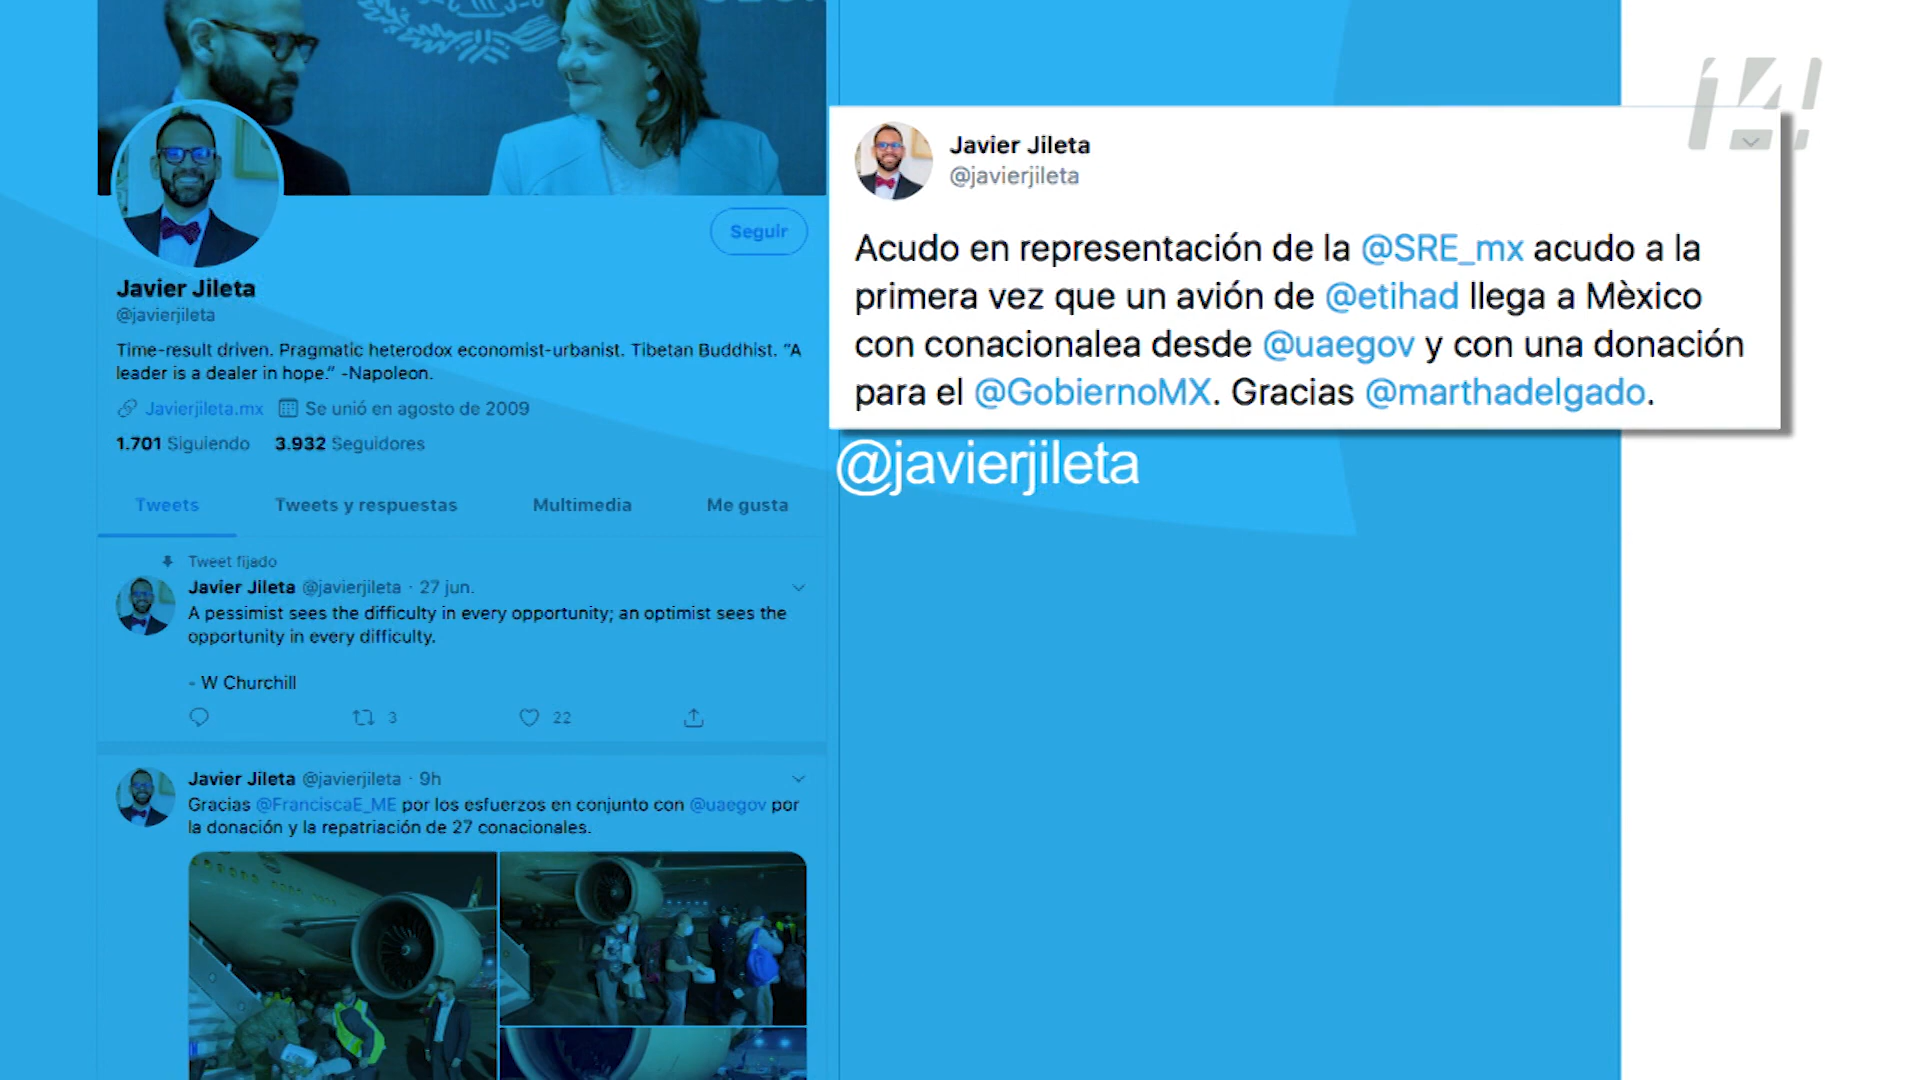 Javier Jileta
@javierjileta
Acudo en representación de la @SRE_mx acudo a la
primera vez que un avión de @etihad llega a Mèxico
con conacionalea desde @uaegov y con una donación
para el @GobiernoMX. Gracias @marthadelgado.
@javierjileta
14!
Seguir
Javier Jileta
@javierjileta
Time-result driven. Pragmatic heterodox economist-urbanist. Tibetan Buddhist. “A
leader is a dealer in hope.” -Napoleon.
Javierjileta.mx Se unió en agosto de 2009
1.701 Siguiendo 3.932 Seguidores
Tweets Tweets y respuestas Multimedia Me gusta
Tweet fijado
Javier Jileta @javierjileta · 27 jun.
A pessimist sees the difficulty in every opportunity; an optimist sees the
opportunity in every difficulty.
- W Churchill
3 22
Javier Jileta @javierjileta · 9h
Gracias @FranciscaE_ME por los esfuerzos en conjunto con @uaegov por
la donación y la repatriación de 27 conacionales.